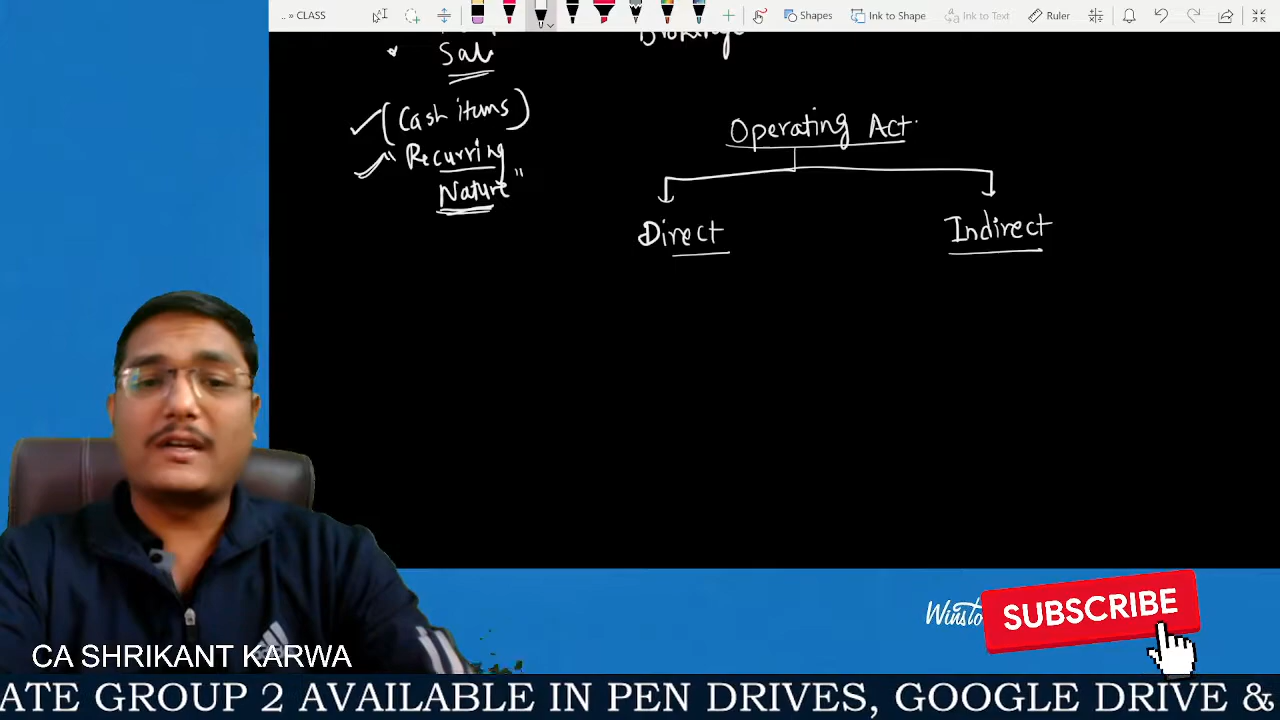 .. » CLASS
Shapes
Ink to Shape
Ink to Text
Ruler
Sale
(Cash items)
"Recurring
Nature"
Operating Act.
Direct
Indirect
SUBSCRIBE
CA SHRIKANT KARWA
ATE GROUP 2 AVAILABLE IN PEN DRIVES, GOOGLE DRIVE &